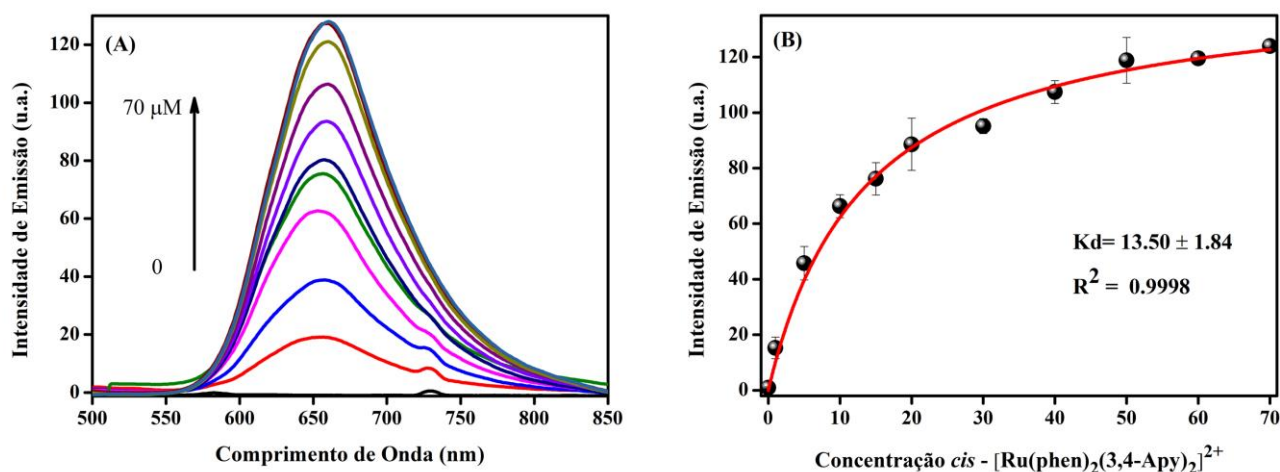 (A)
Intensidade de Emissão (u.a.)
120
100
80
60
40
20
0
70 μM
0
500 550 600 650 700 750 800 850
Comprimento de Onda (nm)
(B)
Intensidade de Emissão (u.a.)
120
100
80
60
40
20
0
Kd= 13.50 ± 1.84
R² = 0.9998
0 10 20 30 40 50 60 70
Concentração cis - [Ru(phen)₂(3,4-Apy)₂]²⁺